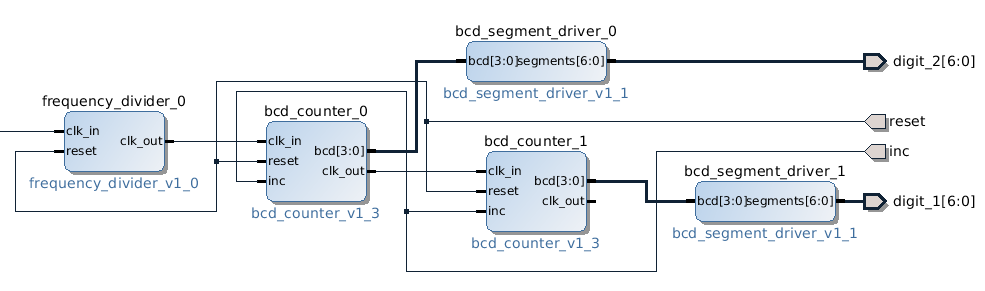 bcd_segment_driver_0
bcd[3:0] segments[6:0]
bcd_segment_driver_v1_1
digit_2[6:0]
frequency_divider_0
clk_in
reset
clk_out
frequency_divider_v1_0
bcd_counter_0
clk_in
reset
inc
bcd[3:0]
clk_out
bcd_counter_v1_3
reset
inc
bcd_counter_1
clk_in
reset
inc
bcd[3:0]
clk_out
bcd_counter_v1_3
bcd_segment_driver_1
bcd[3:0] segments[6:0]
bcd_segment_driver_v1_1
digit_1[6:0]